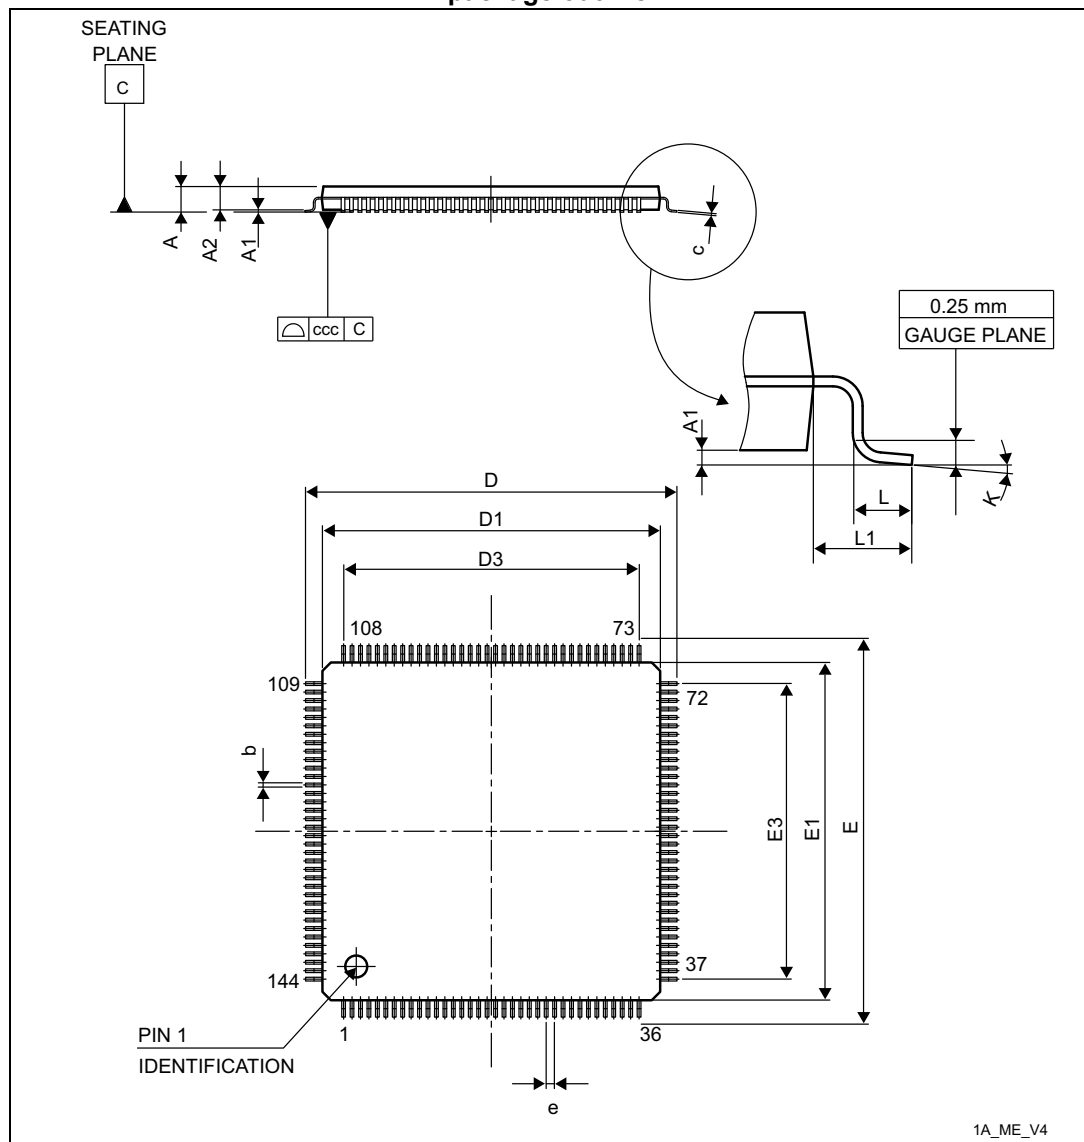 SEATING
PLANE
C
A
A2
A1
c
ccc C
0.25 mm
GAUGE PLANE
A1
L
K
L1
D
D1
D3
108
73
109
72
b
E3
E1
E
144
37
PIN 1
IDENTIFICATION
1
36
e
1A_ME_V4